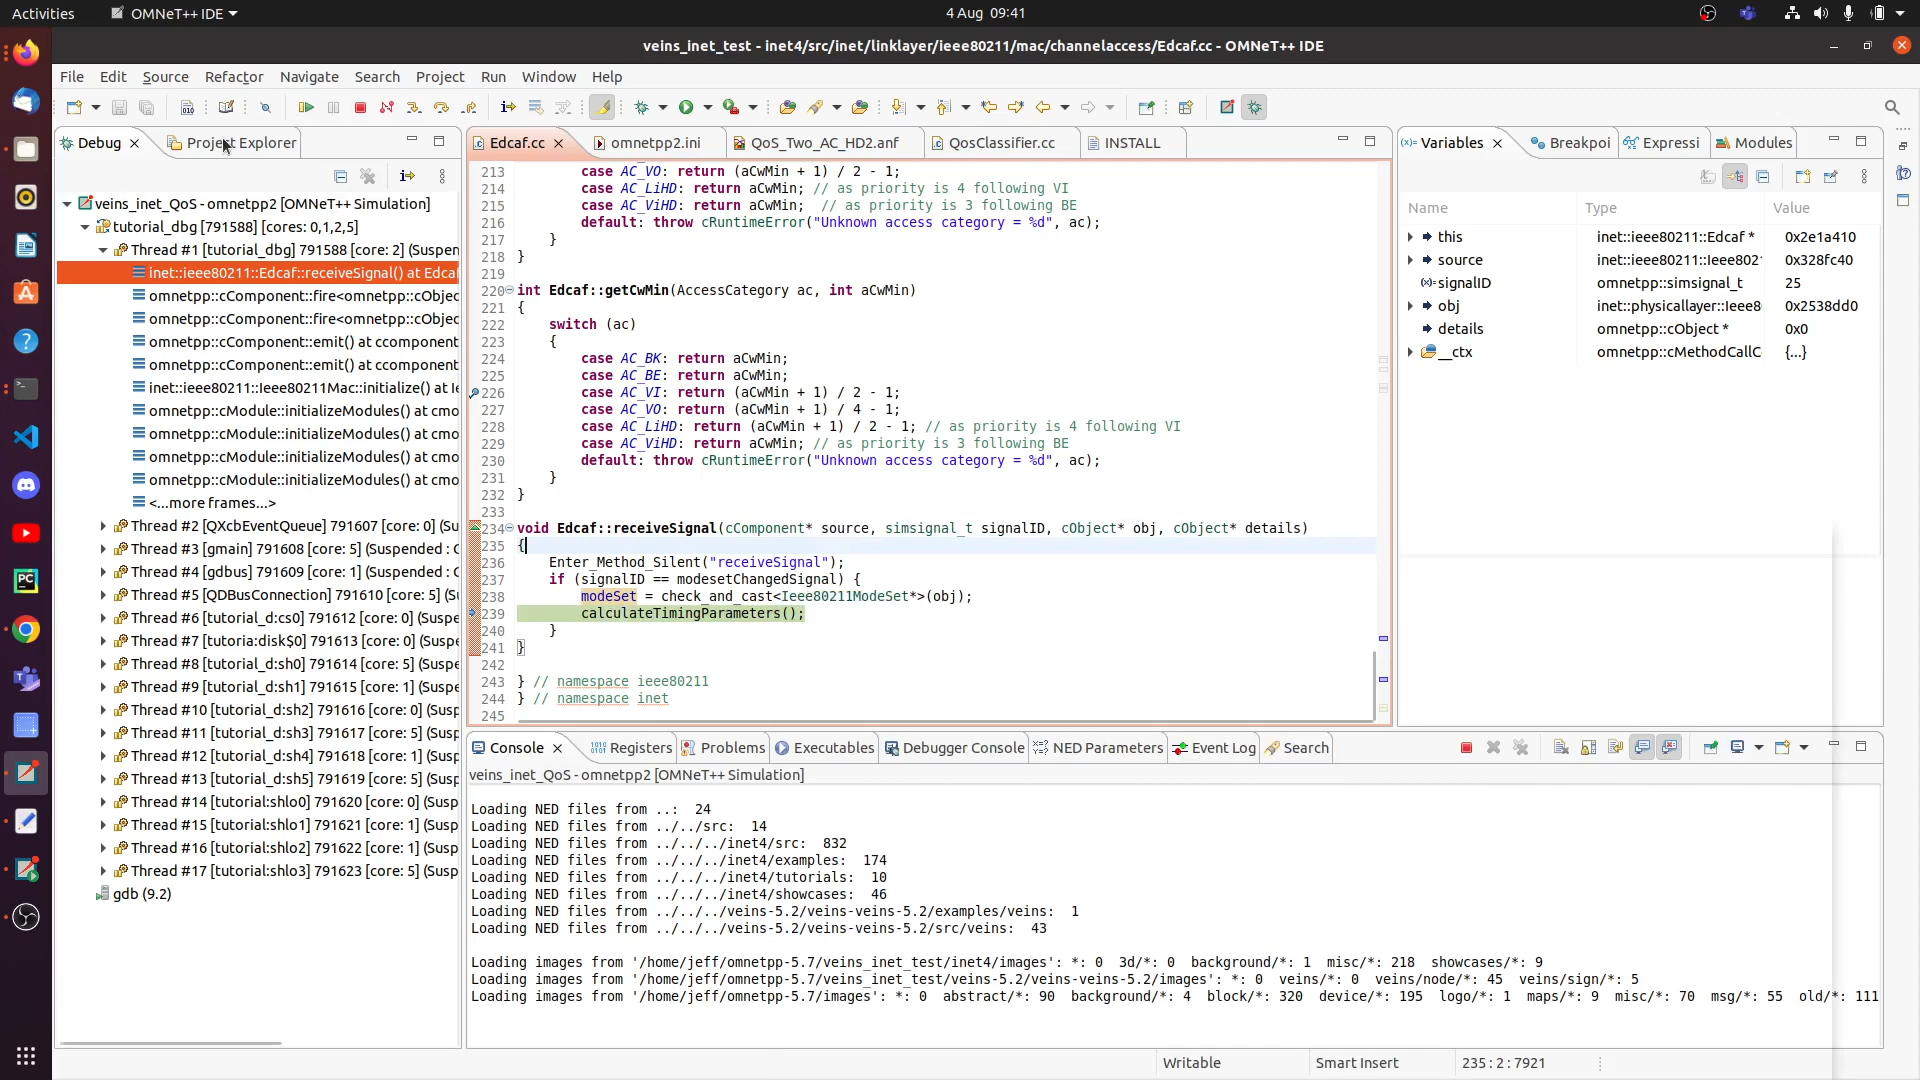 Activities
OMNeT++ IDE
4 Aug 09:41
veins_inet_test - inet4/src/inet/linklayer/ieee80211/mac/channelaccess/Edcaf.cc - OMNeT++ IDE
File Edit Source Refactor Navigate Search Project Run Window Help
Debug
Project Explorer
veins_inet_QoS - omnetpp2 [OMNeT++ Simulation]
tutorial_dbg [791588] [cores: 0,1,2,5]
Thread #1 [tutorial_dbg] 791588 [core: 2] (Suspen
inet::ieee80211::Edcaf::receiveSignal() at Edcaf
omnetpp::cComponent::fire<omnetpp::cObjec
omnetpp::cComponent::fire<omnetpp::cObjec
omnetpp::cComponent::emit() at ccomponent
omnetpp::cComponent::emit() at ccomponent
inet::ieee80211::Ieee80211Mac::initialize() at Ie
omnetpp::cModule::initializeModules() at cmo
omnetpp::cModule::initializeModules() at cmo
omnetpp::cModule::initializeModules() at cmo
omnetpp::cModule::initializeModules() at cmo
<...more frames...>
Thread #2 [QXcbEventQueue] 791607 [core: 0] (Su
Thread #3 [gmain] 791608 [core: 5] (Suspended : C
Thread #4 [gdbus] 791609 [core: 1] (Suspended : C
Thread #5 [QDBusConnection] 791610 [core: 5] (Su
Thread #6 [tutorial_d:cs0] 791612 [core: 0] (Suspe
Thread #7 [tutoria:disk$0] 791613 [core: 0] (Suspe
Thread #8 [tutorial_d:sh0] 791614 [core: 5] (Suspe
Thread #9 [tutorial_d:sh1] 791615 [core: 1] (Suspe
Thread #10 [tutorial_d:sh2] 791616 [core: 0] (Susp
Thread #11 [tutorial_d:sh3] 791617 [core: 5] (Susp
Thread #12 [tutorial_d:sh4] 791618 [core: 1] (Susp
Thread #13 [tutorial_d:sh5] 791619 [core: 5] (Susp
Thread #14 [tutorial:shlo0] 791620 [core: 0] (Susp
Thread #15 [tutorial:shlo1] 791621 [core: 1] (Susp
Thread #16 [tutorial:shlo2] 791622 [core: 1] (Susp
Thread #17 [tutorial:shlo3] 791623 [core: 5] (Susp
gdb (9.2)
Edcaf.cc omnetpp2.ini QoS_Two_AC_HD2.anf QosClassifier.cc INSTALL
213 case AC_VO: return (aCwMin + 1) / 2 - 1;
214 case AC_LiHD: return aCwMin; // as priority is 4 following VI
215 case AC_ViHD: return aCwMin;  // as priority is 3 following BE
216 default: throw cRuntimeError("Unknown access category = %d", ac);
217 }
218 }
219
220 int Edcaf::getCwMin(AccessCategory ac, int aCwMin)
221 {
222 switch (ac)
223 {
224 case AC_BK: return aCwMin;
225 case AC_BE: return aCwMin;
226 case AC_VI: return (aCwMin + 1) / 2 - 1;
227 case AC_VO: return (aCwMin + 1) / 4 - 1;
228 case AC_LiHD: return (aCwMin + 1) / 2 - 1; // as priority is 4 following VI
229 case AC_ViHD: return aCwMin; // as priority is 3 following BE
230 default: throw cRuntimeError("Unknown access category = %d", ac);
231 }
232 }
233
234 void Edcaf::receiveSignal(cComponent* source, simsignal_t signalID, cObject* obj, cObject* details)
235 {
236 Enter_Method_Silent("receiveSignal");
237 if (signalID == modesetChangedSignal) {
238 modeSet = check_and_cast<Ieee80211ModeSet*>(obj);
239 calculateTimingParameters();
240 }
241 }
242
243 } // namespace ieee80211
244 } // namespace inet
245
Variables Breakpoi Expressi Modules
Name Type Value
this inet::ieee80211::Edcaf * 0x2e1a410
source inet::ieee80211::Ieee802' 0x328fc40
signalID omnetpp::simsignal_t 25
obj inet::physicallayer::Ieee8 0x2538dd0
details omnetpp::cObject * 0x0
__ctx omnetpp::cMethodCallC {...}
Console Registers Problems Executables Debugger Console NED Parameters Event Log Search
veins_inet_QoS - omnetpp2 [OMNeT++ Simulation]
Loading NED files from ..:  24
Loading NED files from ../../src:  14
Loading NED files from ../../../inet4/src:  832
Loading NED files from ../../../inet4/examples:  174
Loading NED files from ../../../inet4/tutorials:  10
Loading NED files from ../../../inet4/showcases:  46
Loading NED files from ../../../veins-5.2/veins-veins-5.2/examples/veins:  1
Loading NED files from ../../../veins-5.2/veins-veins-5.2/src/veins:  43
Loading images from '/home/jeff/omnetpp-5.7/veins_inet_test/inet4/images': *: 0  3d/*: 0  background/*: 1  misc/*: 218  showcases/*: 9
Loading images from '/home/jeff/omnetpp-5.7/veins_inet_test/veins-5.2/veins-veins-5.2/images': *: 0  veins/*: 0  veins/node/*: 45  veins/sign/*: 5
Loading images from '/home/jeff/omnetpp-5.7/images': *: 0  abstract/*: 90  background/*: 4  block/*: 320  device/*: 195  logo/*: 1  maps/*: 9  misc/*: 70  msg/*: 55  old/*: 111
Writable Smart Insert 235 : 2 : 7921